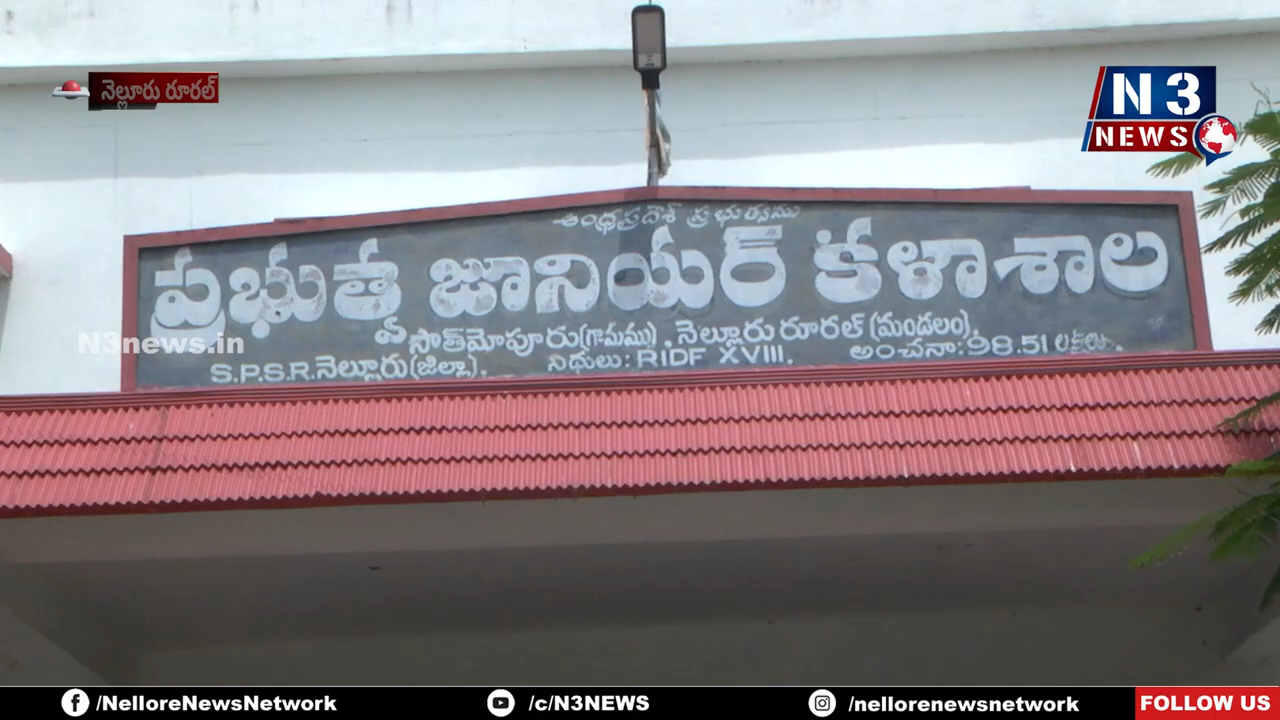 నెల్లూరు రూరల్
N3
NEWS
ఆంధ్రప్రదేశ్ ప్రభుత్వము
ప్రభుత్వ జూనియర్ కళాశాల
సౌత్‌మోపూరు(గ్రామము), నెల్లూరు రూరల్ (మండలం),
S.P.S.R.నెల్లూరు(జిల్లా), నిధులు: RIDF XVIII. అంచనా:98.51 లక్షలు.
N3news.in
/NelloreNewsNetwork /c/N3NEWS /nellorenewsnetwork FOLLOW US